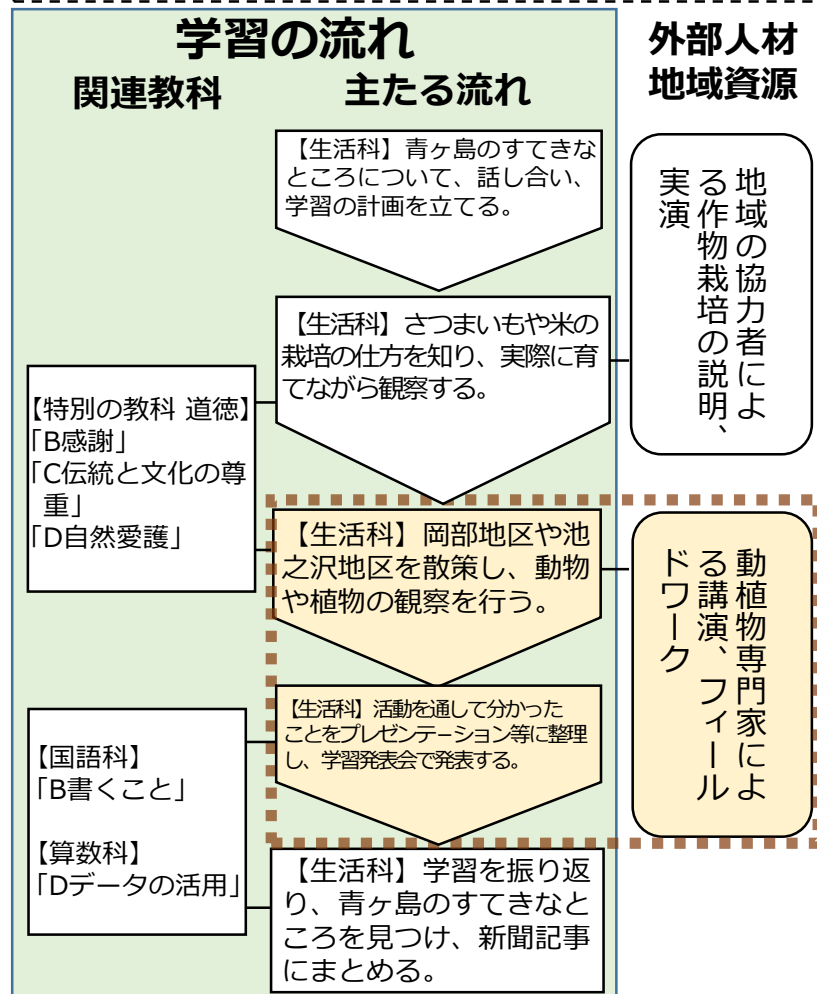 学習の流れ
関連教科
主たる流れ
外部人材
地域資源
【生活科】青ヶ島のすてきな
ところについて、話し合い、
学習の計画を立てる。
【生活科】さつまいもや米の
栽培の仕方を知り、実際に育
てながら観察する。
地域の協力者によ
る作物栽培の説明、
実演
【特別の教科 道徳】
「B感謝」
「C伝統と文化の尊
重」
「D自然愛護」
【生活科】岡部地区や池
之沢地区を散策し、動物
や植物の観察を行う。
動植物専門家によ
る講演、フィール
ドワーク
【生活科】活動を通して分かった
ことをプレゼンテーション等に整理
し、学習発表会で発表する。
【国語科】
「B書くこと」
【算数科】
「Dデータの活用」
【生活科】学習を振り返
り、青ヶ島のすてきなと
ころを見つけ、新聞記事
にまとめる。